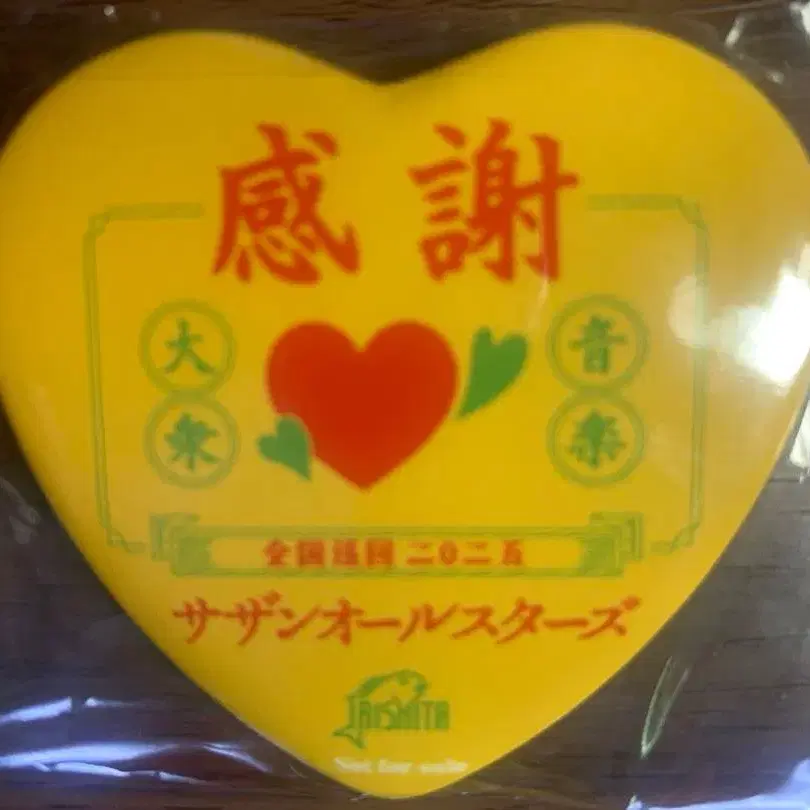 感謝
大衆
音楽
全国巡回 二〇二五
サザンオールスターズ
TAISHITA
Not for sale